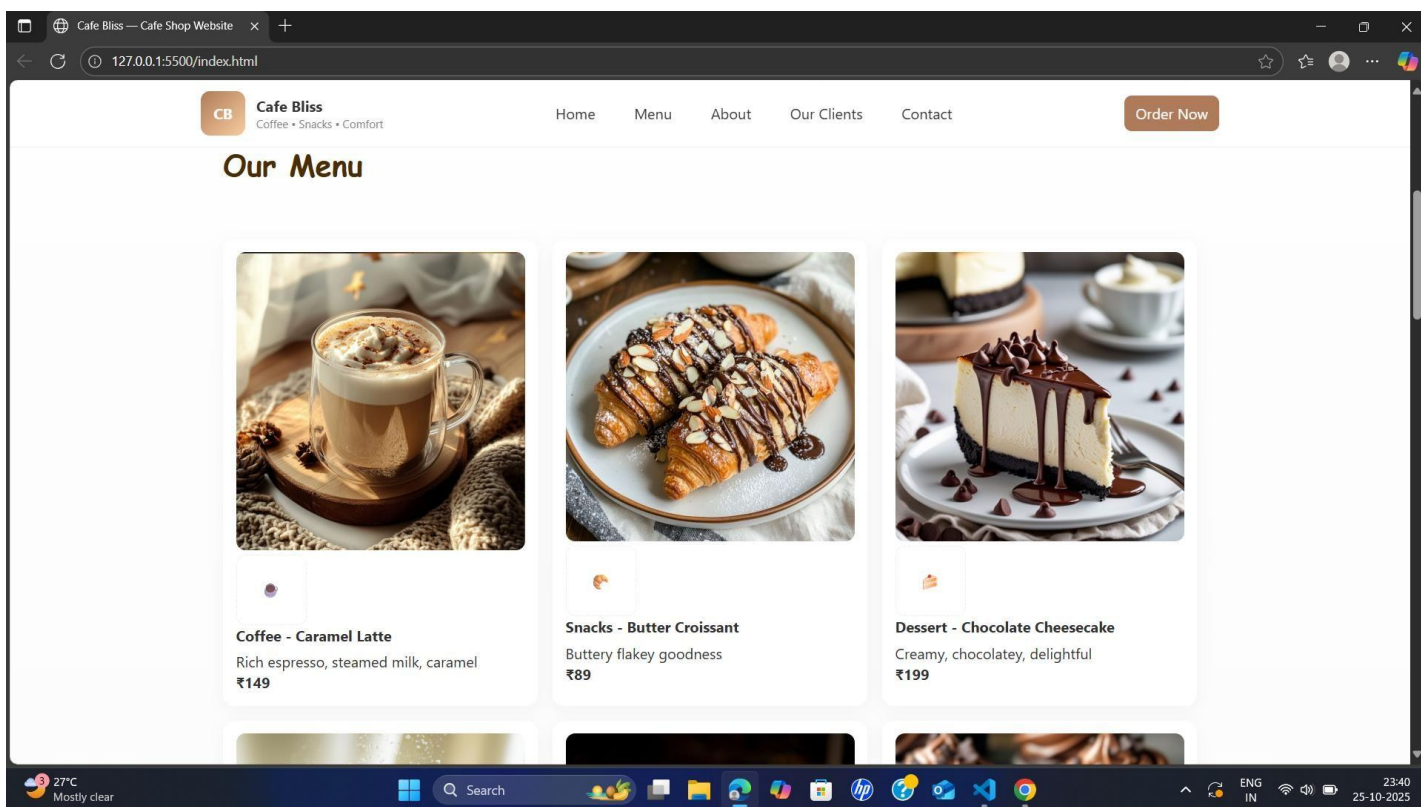 Cafe Bliss — Cafe Shop Website
127.0.0.1:5500/index.html
CB
Cafe Bliss
Coffee • Snacks • Comfort
Home Menu About Our Clients Contact
Order Now
Our Menu
Coffee - Caramel Latte
Rich espresso, steamed milk, caramel
₹149
Snacks - Butter Croissant
Buttery flakey goodness
₹89
Dessert - Chocolate Cheesecake
Creamy, chocolatey, delightful
₹199
3
27°C
Mostly clear
Search
hp
ENG
IN
23:40
25-10-2025